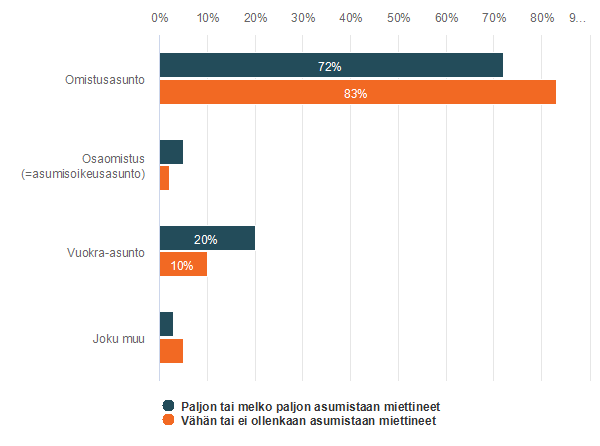 0% 10% 20% 30% 40% 50% 60% 70% 80% 9...
Omistusasunto
72%
83%
Osaomistus
(=asumisoikeusasunto)
Vuokra-asunto
20%
10%
Joku muu
Paljon tai melko paljon asumistaan miettineet
Vähän tai ei ollenkaan asumistaan miettineet